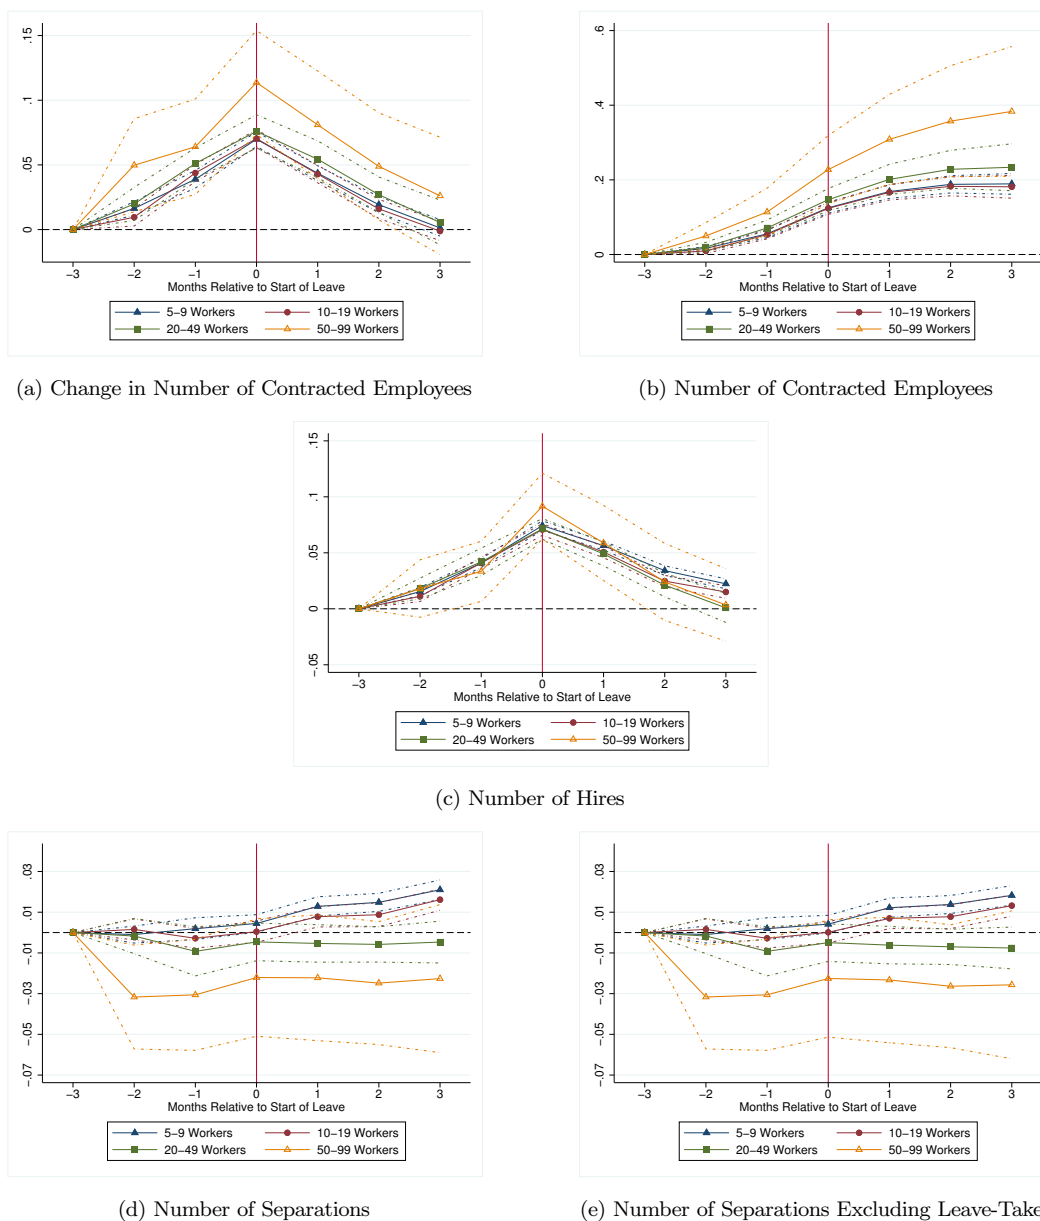 .15
.1
.05
0
−3 −2 −1 0 1 2 3
Months Relative to Start of Leave
5−9 Workers 10−19 Workers
20−49 Workers 50−99 Workers
(a) Change in Number of Contracted Employees
.6
.4
.2
0
−3 −2 −1 0 1 2 3
Months Relative to Start of Leave
5−9 Workers 10−19 Workers
20−49 Workers 50−99 Workers
(b) Number of Contracted Employees
.15
.1
.05
0
−.05
−3 −2 −1 0 1 2 3
Months Relative to Start of Leave
5−9 Workers 10−19 Workers
20−49 Workers 50−99 Workers
(c) Number of Hires
.03
.01
−.01
−.03
−.05
−.07
−3 −2 −1 0 1 2 3
Months Relative to Start of Leave
5−9 Workers 10−19 Workers
20−49 Workers 50−99 Workers
(d) Number of Separations
.03
.01
−.01
−.03
−.05
−.07
−3 −2 −1 0 1 2 3
Months Relative to Start of Leave
5−9 Workers 10−19 Workers
20−49 Workers 50−99 Workers
(e) Number of Separations Excluding Leave-Take